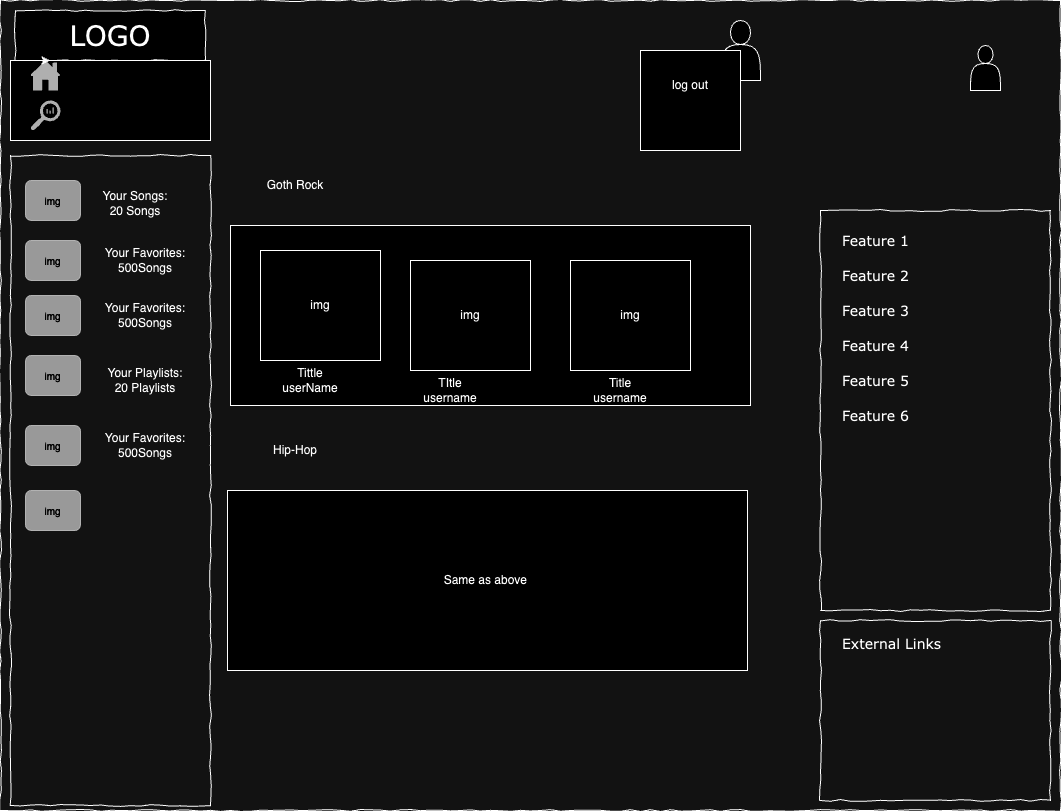 LOGO
log out
img
Your Songs:
20 Songs
img
Your Favorites:
500Songs
img
Your Favorites:
500Songs
img
Your Playlists:
20 Playlists
img
Your Favorites:
500Songs
img
Goth Rock
img
Tittle
userName
img
TItle
username
img
Title
username
Hip-Hop
Same as above
Feature 1
Feature 2
Feature 3
Feature 4
Feature 5
Feature 6
External Links